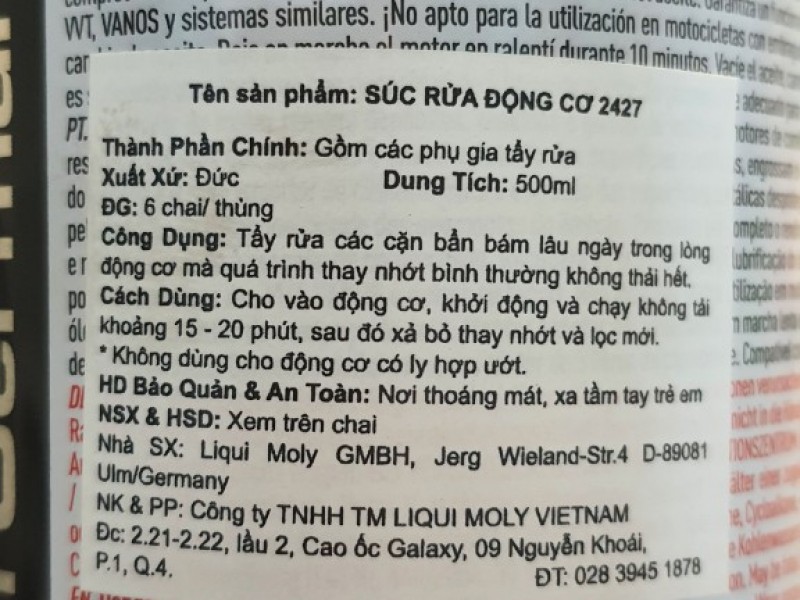 WT, VANOS y sistemas similares. ¡No apto para la utilización en motocicletas con
Tên sản phẩm: SÚC RỬA ĐỘNG CƠ 2427
Thành Phần Chính: Gồm các phụ gia tẩy rửa
Xuất Xứ: Đức Dung Tích: 500ml
ĐG: 6 chai/ thùng
Công Dụng: Tẩy rửa các cặn bẩn bám lâu ngày trong lòng
động cơ mà quá trình thay nhớt bình thường không thải hết.
Cách Dùng: Cho vào động cơ, khởi động và chạy không tải
khoảng 15 - 20 phút, sau đó xả bỏ thay nhớt và lọc mới.
* Không dùng cho động cơ có ly hợp ướt.
HD Bảo Quản & An Toàn: Nơi thoáng mát, xa tầm tay trẻ em
NSX & HSD: Xem trên chai
Nhà SX: Liqui Moly GMBH, Jerg Wieland-Str.4 D-89081
Ulm/Germany
NK & PP: Công ty TNHH TM LIQUI MOLY VIETNAM
Đc: 2.21-2.22, lầu 2, Cao ốc Galaxy, 09 Nguyễn Khoái,
P.1, Q.4. ĐT: 028 3945 1878